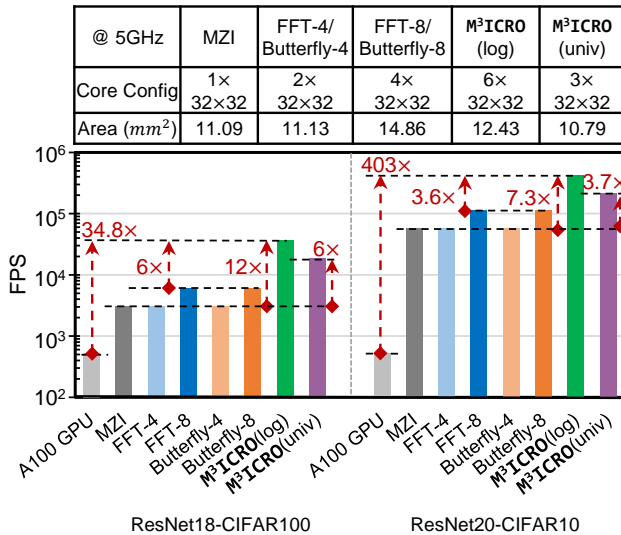 @ 5GHz MZI FFT-4/ Butterfly-4 FFT-8/ Butterfly-8 M³ICRO (log) M³ICRO (univ)
Core Config 1× 32×32 2× 32×32 4× 32×32 6× 32×32 3× 32×32
Area (mm²) 11.09 11.13 14.86 12.43 10.79
10⁶
10⁵
10⁴
10³
10²
FPS
34.8×
6×
12×
6×
403×
3.6×
7.3×
3.7×
A100 GPU
MZI
FFT-4
FFT-8
Butterfly-4
Butterfly-8
M³ICRO(log)
M³ICRO(univ)
A100 GPU
MZI
FFT-4
FFT-8
Butterfly-4
Butterfly-8
M³ICRO(log)
M³ICRO(univ)
ResNet18-CIFAR100
ResNet20-CIFAR10